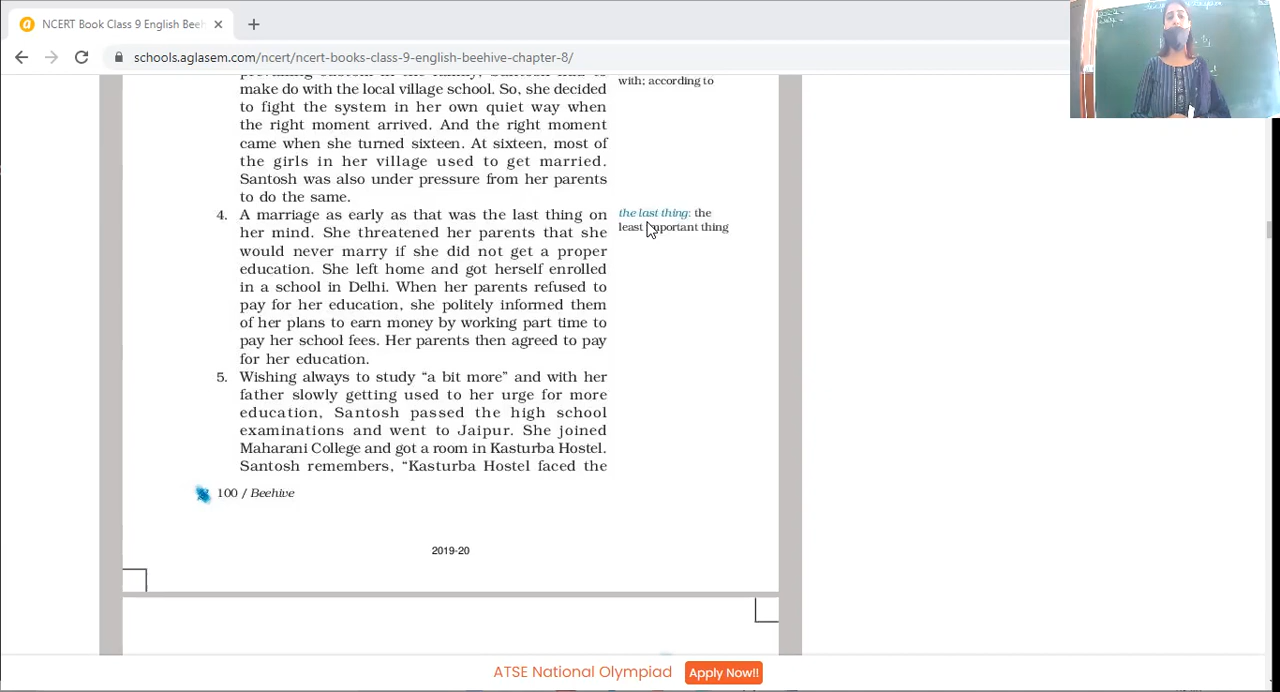 NCERT Book Class 9 English Beeh
schools.aglasem.com/ncert/ncert-books-class-9-english-beehive-chapter-8/
make do with the local village school. So, she decided
to fight the system in her own quiet way when
the right moment arrived. And the right moment
came when she turned sixteen. At sixteen, most of
the girls in her village used to get married.
Santosh was also under pressure from her parents
to do the same.
with; according to
4. A marriage as early as that was the last thing on
her mind. She threatened her parents that she
would never marry if she did not get a proper
education. She left home and got herself enrolled
in a school in Delhi. When her parents refused to
pay for her education, she politely informed them
of her plans to earn money by working part time to
pay her school fees. Her parents then agreed to pay
for her education.
the last thing: the
least important thing
5. Wishing always to study “a bit more” and with her
father slowly getting used to her urge for more
education, Santosh passed the high school
examinations and went to Jaipur. She joined
Maharani College and got a room in Kasturba Hostel.
Santosh remembers, “Kasturba Hostel faced the
100 / Beehive
2019-20
ATSE National Olympiad Apply Now!!